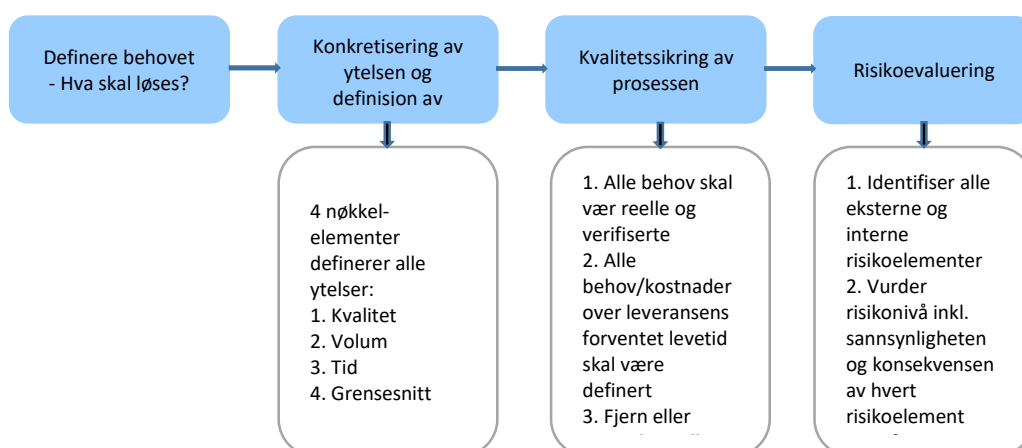 Definere behovet
- Hva skal løses?
Konkretisering av
ytelsen og
definisjon av
Kvalitetssikring av
prosessen
Risikoevaluering
4 nøkkel-
elementer
definerer alle
ytelser:
1. Kvalitet
2. Volum
3. Tid
4. Grensesnitt
1. Alle behov skal
vær reelle og
verifiserte
2. Alle
behov/kostnader
over leveransens
forventet levetid
skal være
definert
3. Fjern eller
1. Identifiser alle
eksterne og
interne
risikoelementer
2. Vurder
risikonivå inkl.
sannsynligheten
og konsekvensen
av hvert
risikoelement